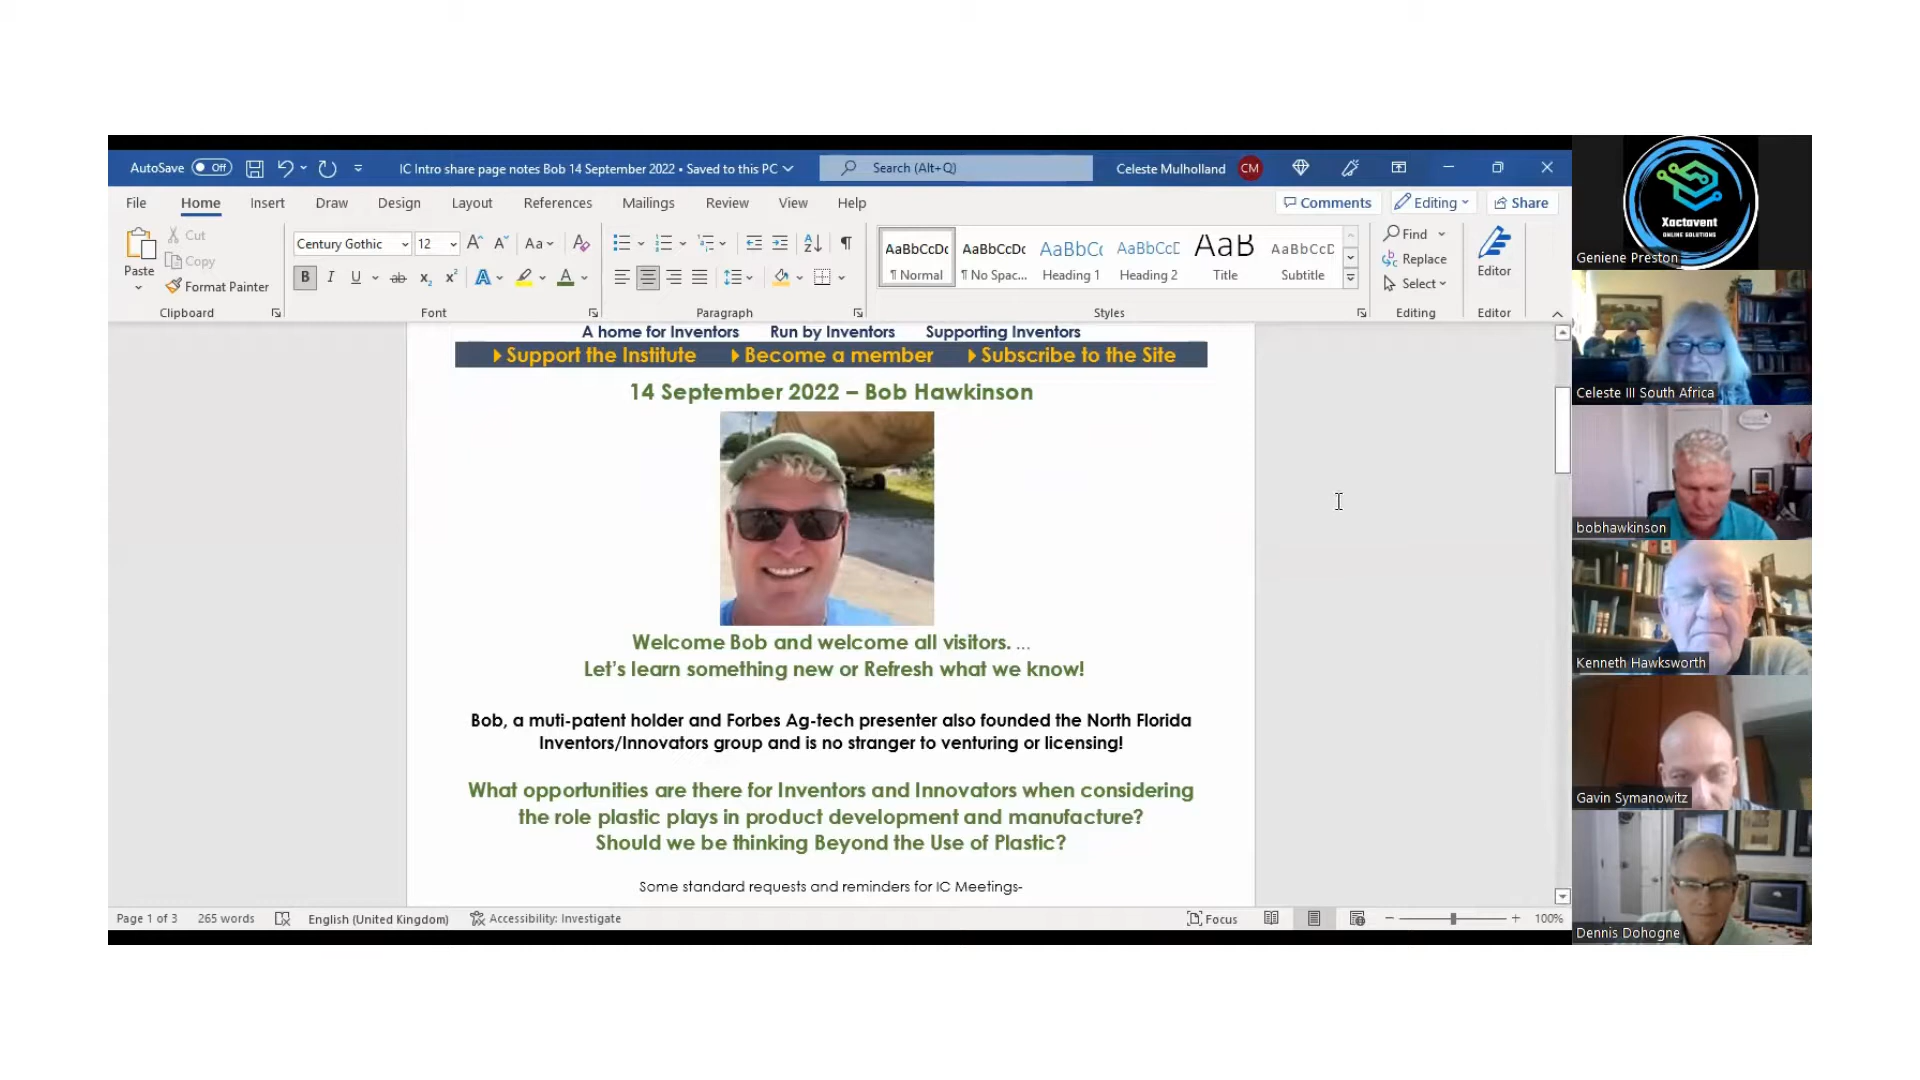 AutoSave Off
IC Intro share page notes Bob 14 September 2022 • Saved to this PC
Search (Alt+Q)
Celeste Mulholland CM
File Home Insert Draw Design Layout References Mailings Review View Help
Comments Editing Share
Paste
Cut
Copy
Format Painter
Clipboard
Century Gothic 12
Font
Paragraph
AaBbCcDc AaBbCcDc AaBbCc AaBbCcD AaB AaBbCcD
¶ Normal ¶ No Spac... Heading 1 Heading 2 Title Subtitle
Styles
Find
Replace
Select
Editing
Editor
Editor
A home for Inventors Run by Inventors Supporting Inventors
Support the Institute Become a member Subscribe to the Site
14 September 2022 – Bob Hawkinson
Welcome Bob and welcome all visitors. ...
Let's learn something new or Refresh what we know!
Bob, a muti-patent holder and Forbes Ag-tech presenter also founded the North Florida
Inventors/Innovators group and is no stranger to venturing or licensing!
What opportunities are there for Inventors and Innovators when considering
the role plastic plays in product development and manufacture?
Should we be thinking Beyond the Use of Plastic?
Some standard requests and reminders for IC Meetings-
Page 1 of 3 265 words English (United Kingdom) Accessibility: Investigate
Focus 100%
Xactavent
ONLINE SOLUTIONS
Geniene Preston
Celeste III South Africa
bobhawkinson
Kenneth Hawksworth
Gavin Symanowitz
Dennis Dohogne